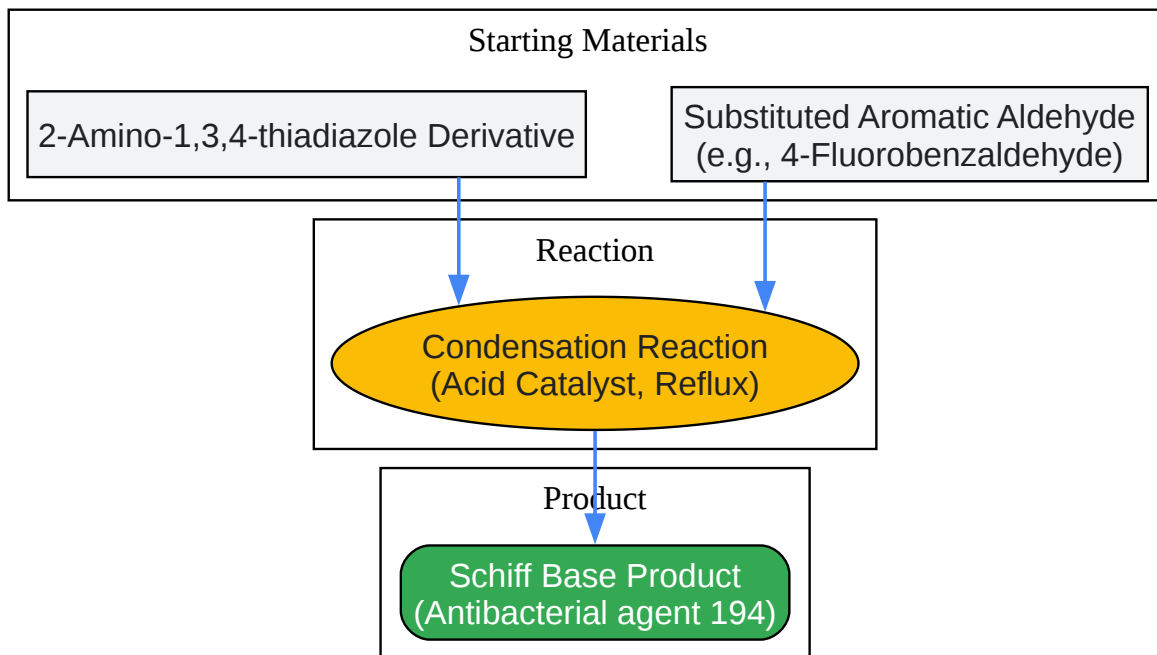 Starting Materials
2-Amino-1,3,4-thiadiazole Derivative
Substituted Aromatic Aldehyde
(e.g., 4-Fluorobenzaldehyde)
Reaction
Condensation Reaction
(Acid Catalyst, Reflux)
Product
Schiff Base Product
(Antibacterial agent 194)